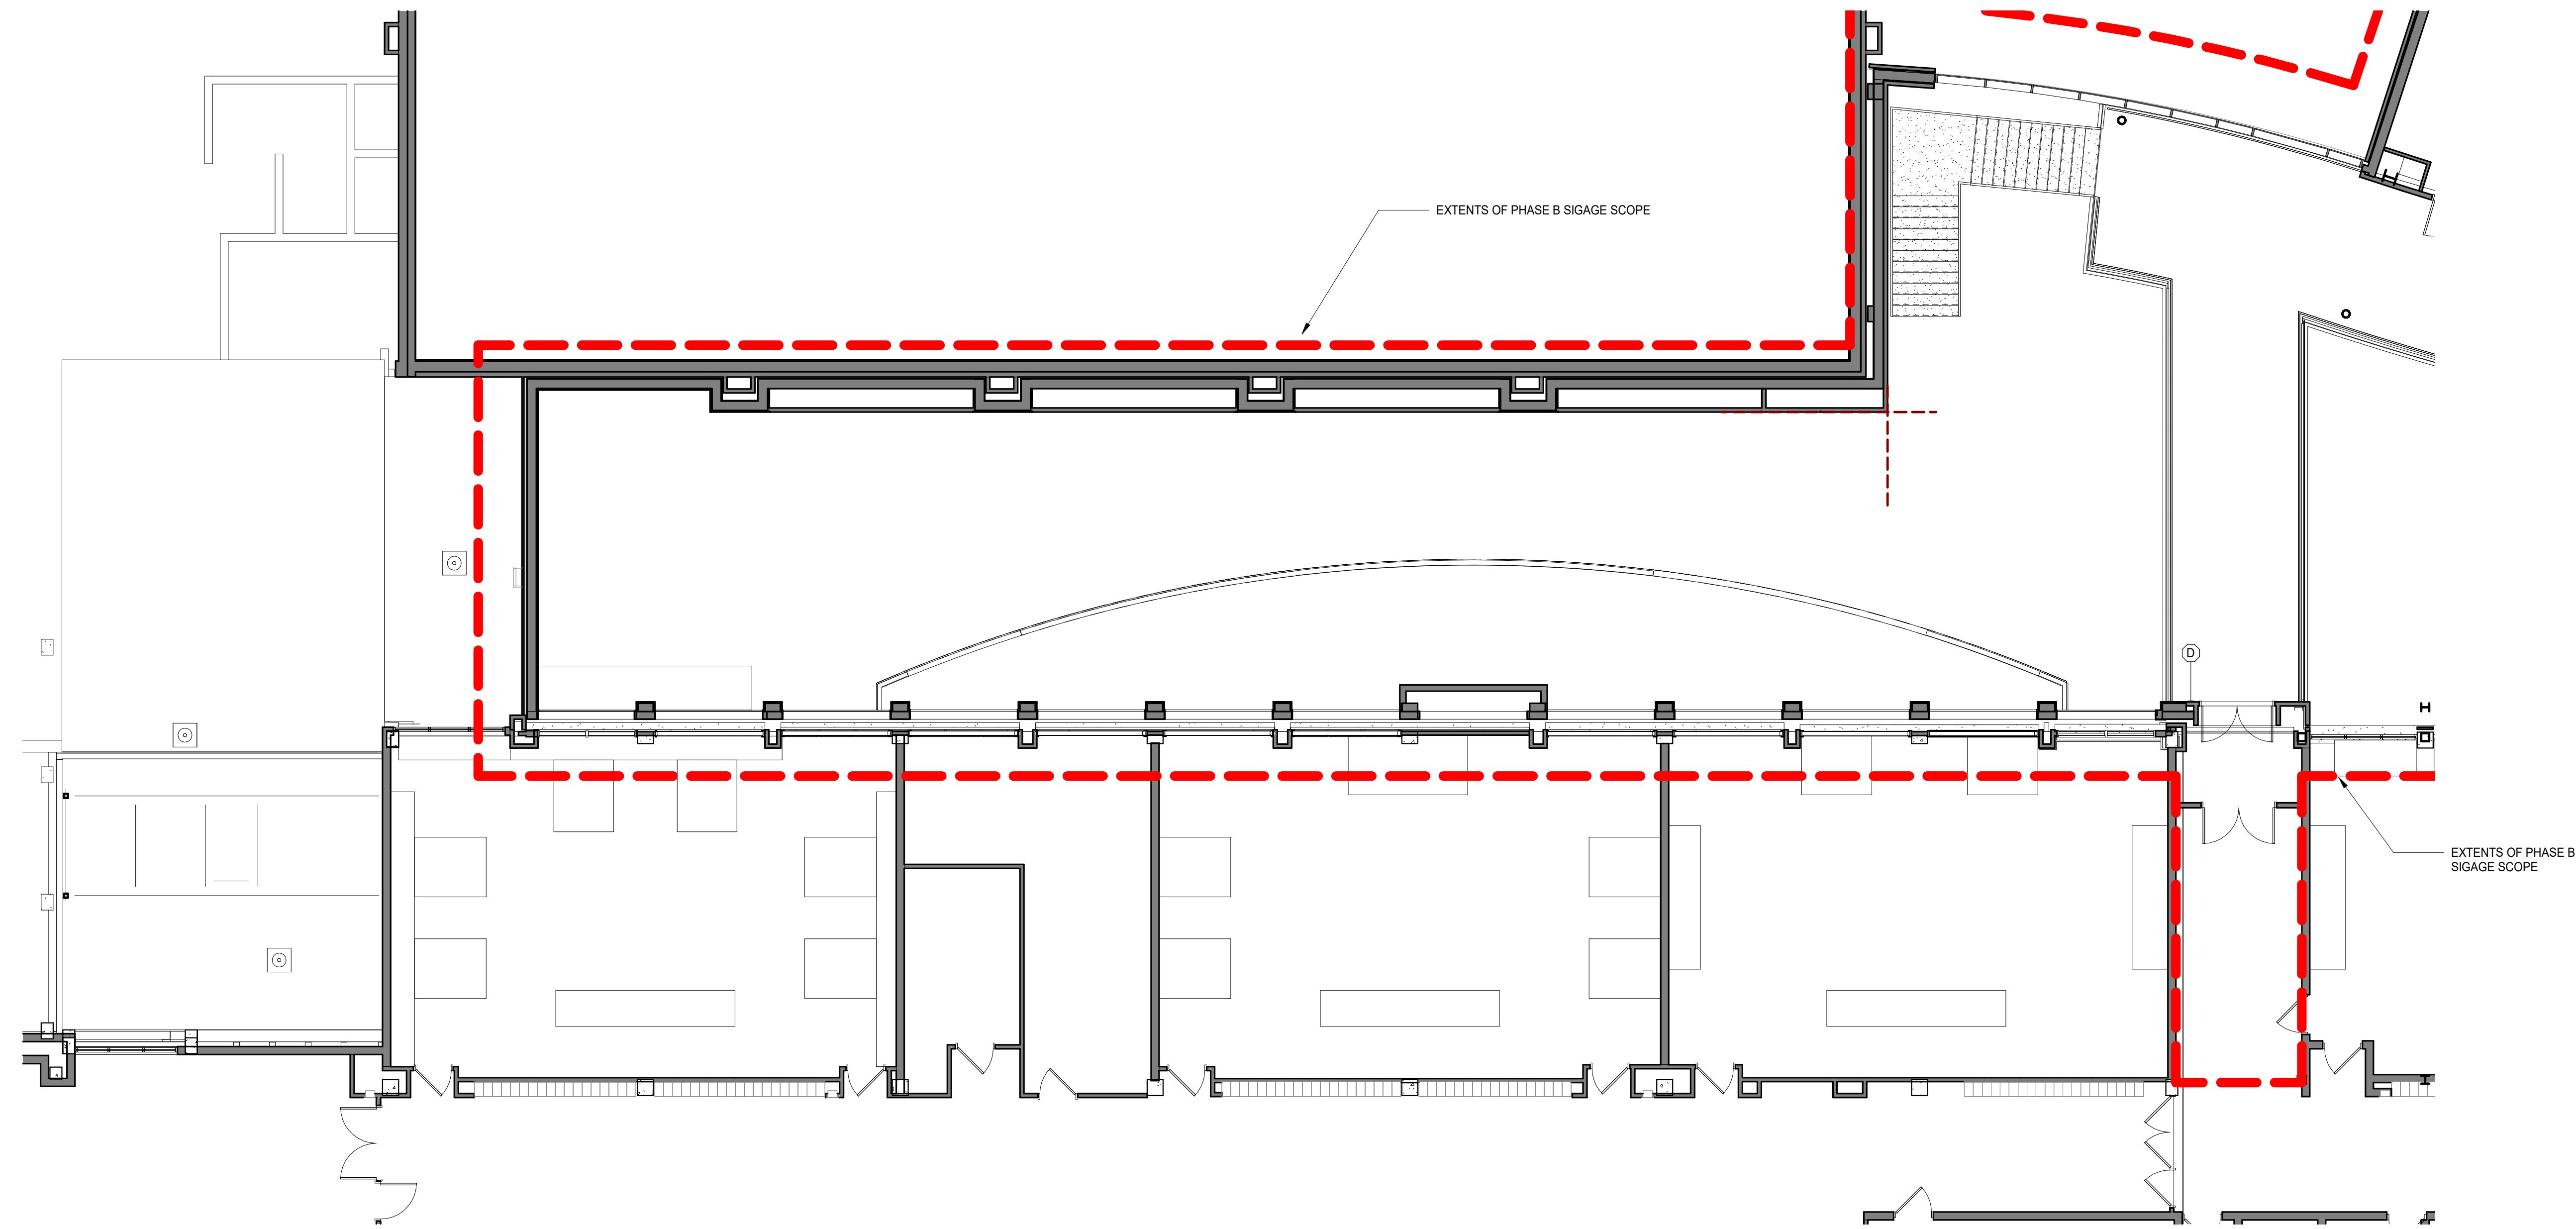 EXTENTS OF PHASE B SIGAGE SCOPE
D
EXTENTS OF PHASE B
SIGAGE SCOPE